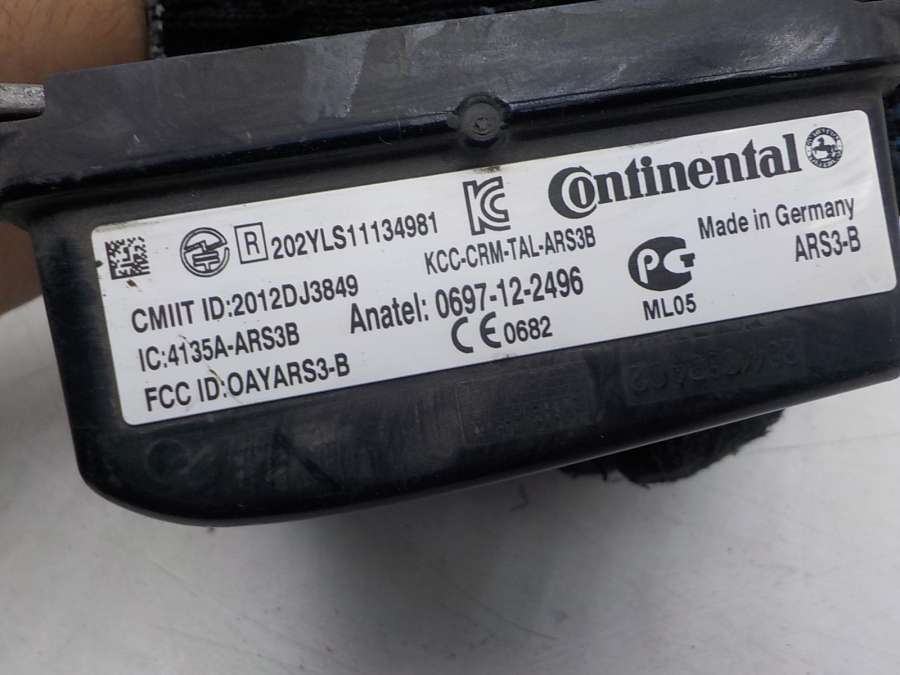 Continental
R 202YLS11134981
KCC-CRM-TAL-ARS3B
Made in Germany
CMIIT ID:2012DJ3849
Anatel: 0697-12-2496
ARS3-B
IC:4135A-ARS3B
CE 0682
ML05
FCC ID:OAYARS3-B